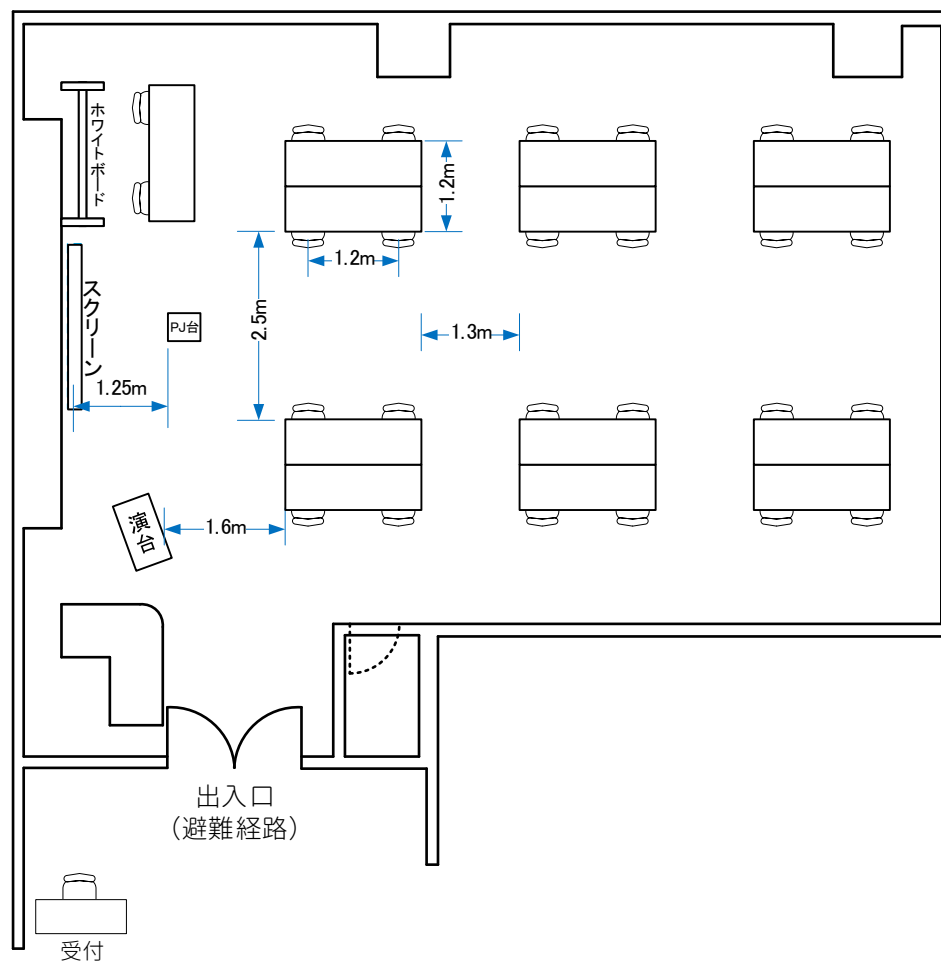 ホワイトボード
1.2m
1.2m
スクリーン
PJ台
2.5m
1.3m
1.25m
演台
1.6m
出入口
（避難経路）
受付